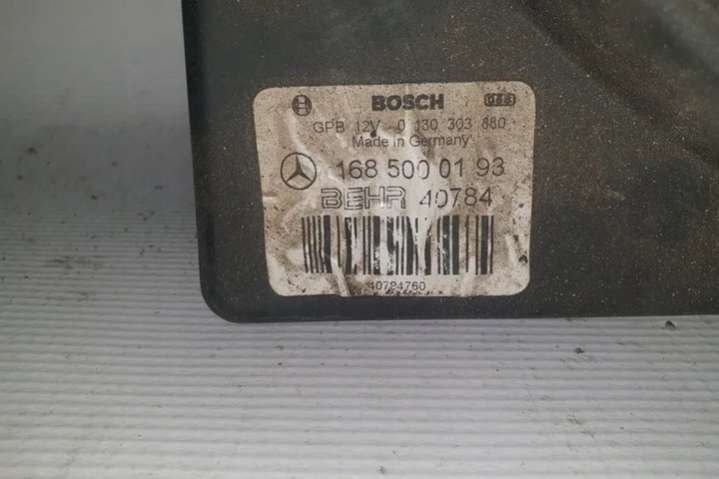 BOSCH
GPB 12V 0 130 303 880
Made in Germany
168 500 01 93
BEHR 40784
40784760